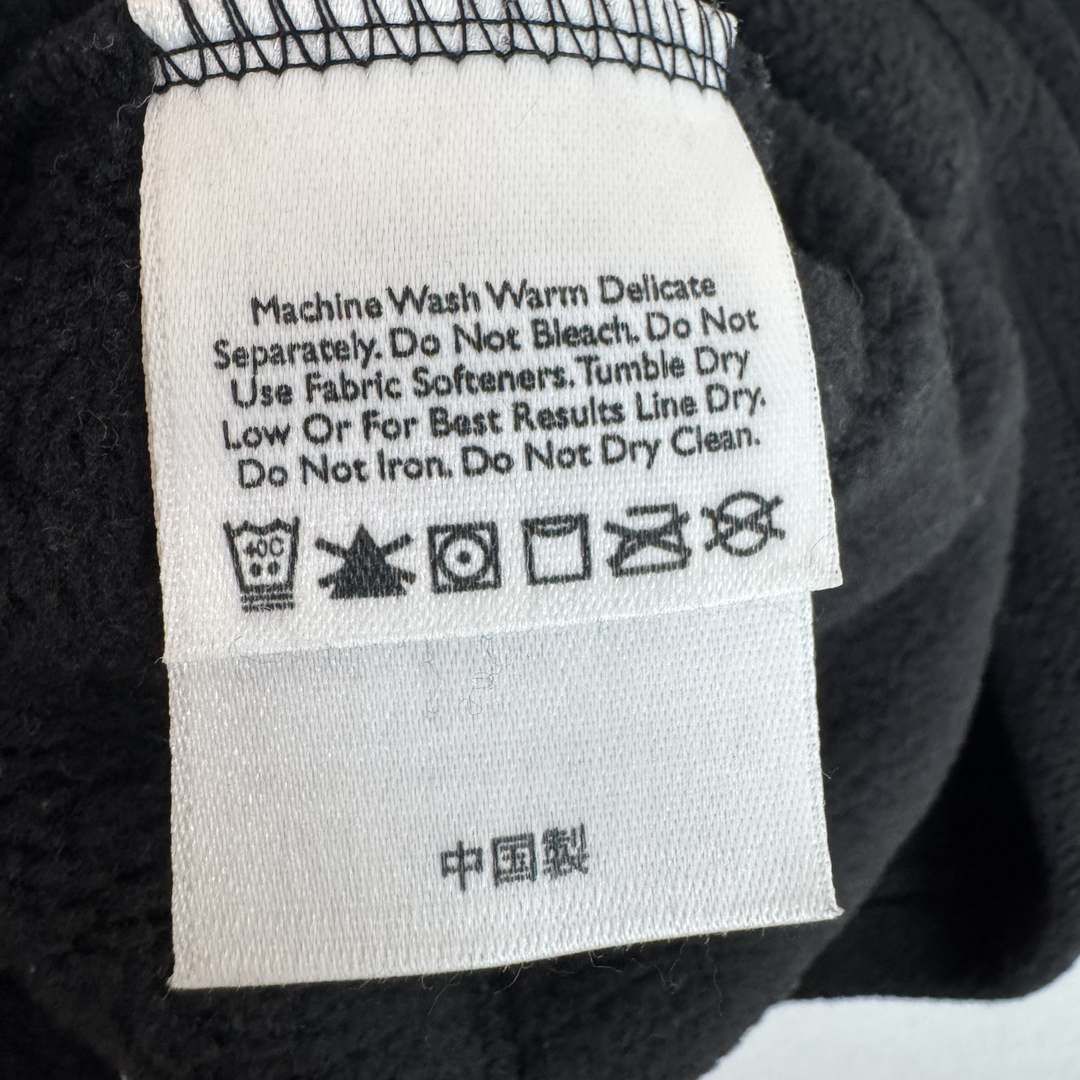 Machine Wash Warm Delicate
Separately. Do Not Bleach. Do Not
Use Fabric Softeners. Tumble Dry
Low Or For Best Results Line Dry.
Do Not Iron. Do Not Dry Clean.
40C
中国製